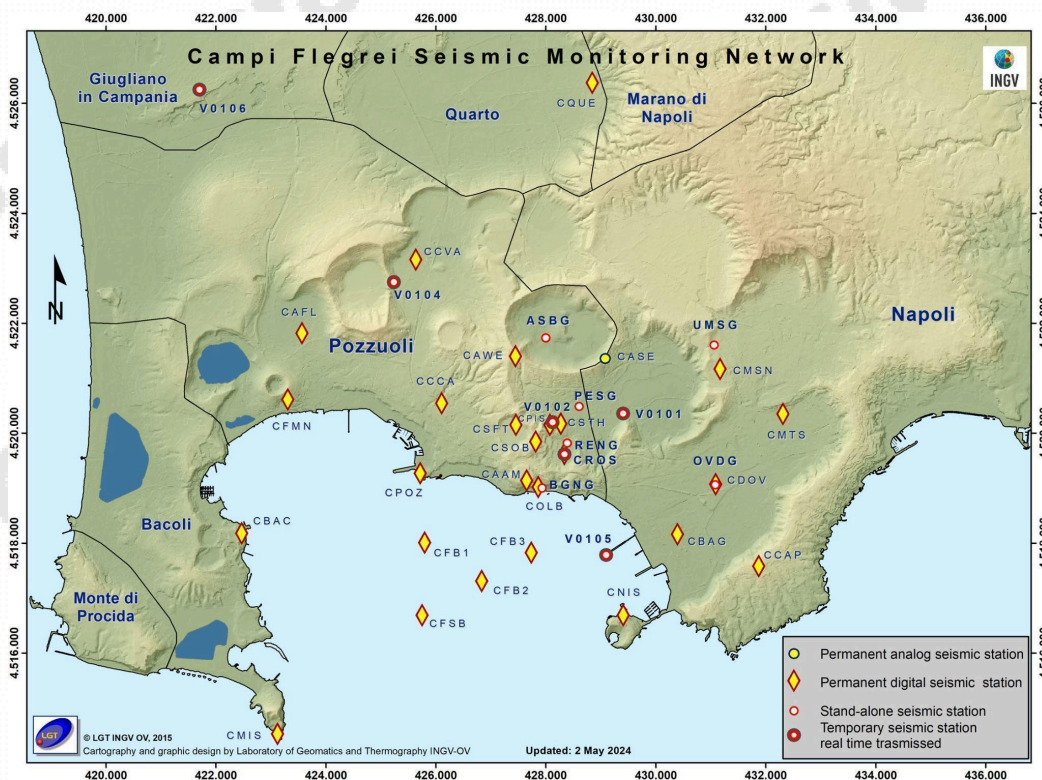 420.000 422.000 424.000 426.000 428.000 430.000 432.000 434.000 436.000
Campi Flegrei Seismic Monitoring Network
INGV
Giugliano
in Campania
V0106
Quarto
CQUE
Marano di
Napoli
4.526.000
4.524.000
4.522.000
4.520.000
4.518.000
4.516.000
N
CCVA
V0104
CAFL
Pozzuoli
ASBG
CAWE
CASE
UMSG
CMSN
Napoli
CCCA
CFMN
PESG
V0102
V0101
CPIS
CSTH
CSFT
CMTS
CSOB
RENG
CROS
OVDG
CDOV
CPOZ
CAAM
BGNG
COLB
Bacoli
CBAC
CFB1
CFB3
V0105
CBAG
CCAP
CFB2
CNIS
CFSB
Monte di
Procida
CMIS
Permanent analog seismic station
Permanent digital seismic station
Stand-alone seismic station
Temporary seismic station
real time trasmissed
LGT
© LGT INGV OV, 2015
Cartography and graphic design by Laboratory of Geomatics and Thermography INGV-OV
Updated: 2 May 2024
420.000 422.000 424.000 426.000 428.000 430.000 432.000 434.000 436.000